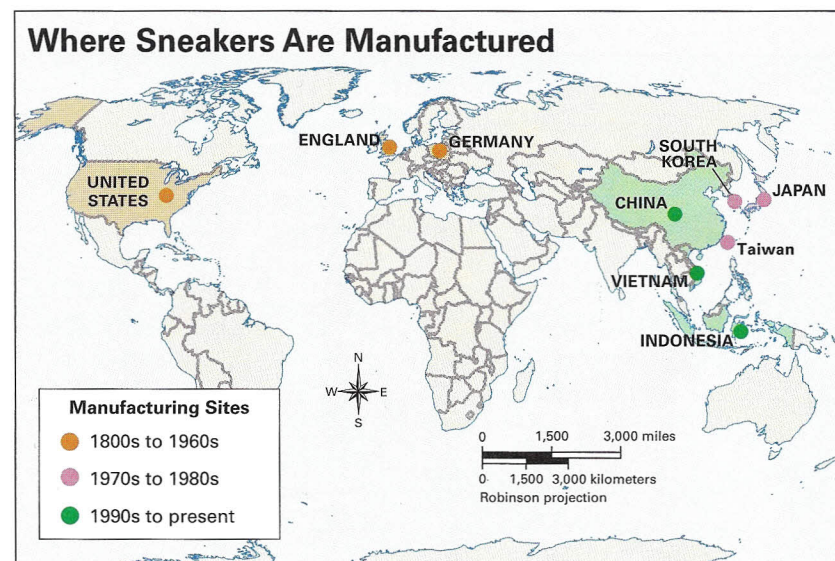 Where Sneakers Are Manufactured
ENGLAND
GERMANY
SOUTH
KOREA
JAPAN
UNITED
STATES
CHINA
Taiwan
VIETNAM
INDONESIA
N
W E
S
Manufacturing Sites
1800s to 1960s
1970s to 1980s
1990s to present
0 1,500 3,000 miles
0 1,500 3,000 kilometers
Robinson projection